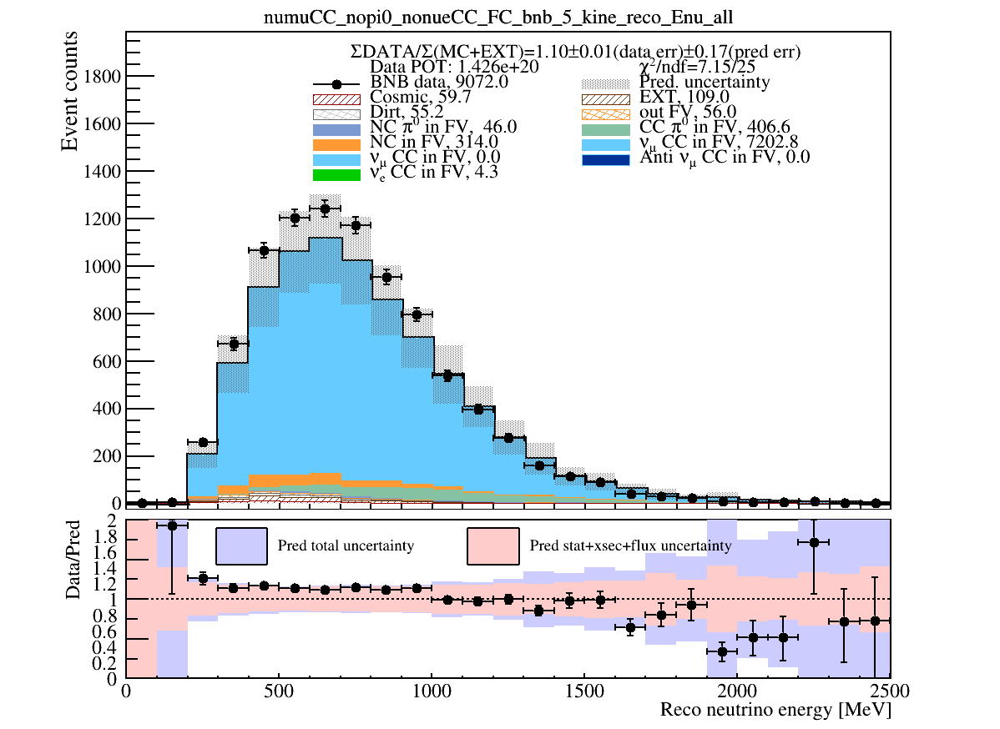 numuCC_nopi0_nonueCC_FC_bnb_5_kine_reco_Enu_all
ΣDATA/Σ(MC+EXT)=1.10±0.01(data err)±0.17(pred err)
Data POT: 1.426e+20 χ²/ndf=7.15/25
BNB data, 9072.0 Pred. uncertainty
Cosmic, 59.7 EXT, 109.0
Dirt, 55.2 out FV, 56.0
NC π⁰ in FV, 46.0 CC π⁰ in FV, 406.6
NC in FV, 314.0 ν_μ CC in FV, 7202.8
ν_μ CC in FV, 0.0 Anti ν_μ CC in FV, 0.0
ν_e CC in FV, 4.3
Event counts
1800
1600
1400
1200
1000
800
600
400
200
0
Data/Pred
2
1.8
1.6
1.4
1.2
1
0.8
0.6
0.4
0.2
0
Pred total uncertainty Pred stat+xsec+flux uncertainty
0 500 1000 1500 2000 2500
Reco neutrino energy [MeV]